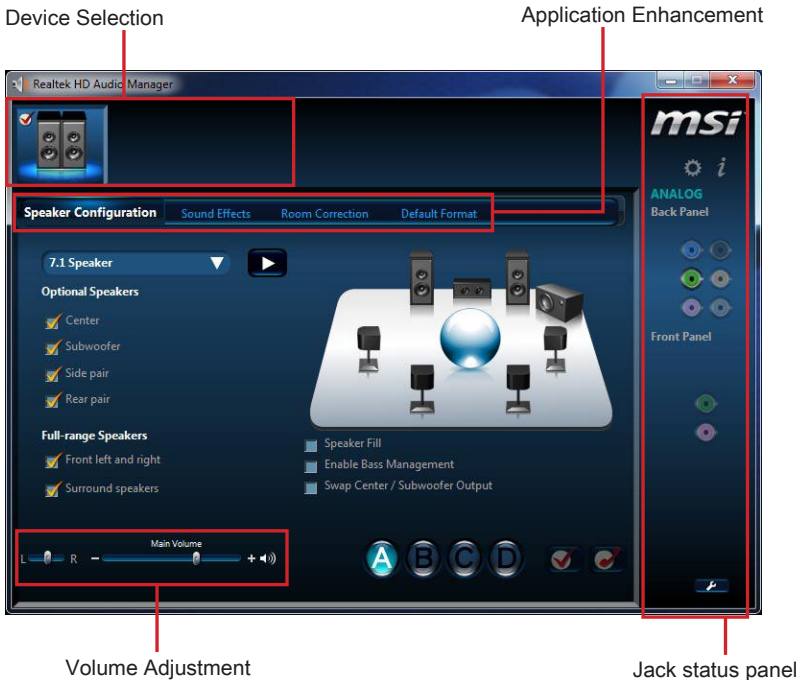 Device Selection
Application Enhancement
Realtek HD Audio Manager
msi
i
ANALOG
Back Panel
Speaker Configuration
Sound Effects
Room Correction
Default Format
7.1 Speaker
Optional Speakers
Center
Subwoofer
Side pair
Rear pair
Front Panel
Full-range Speakers
Front left and right
Surround speakers
Speaker Fill
Enable Bass Management
Swap Center / Subwoofer Output
Main Volume
L R - +
A B C D
Volume Adjustment
Jack status panel